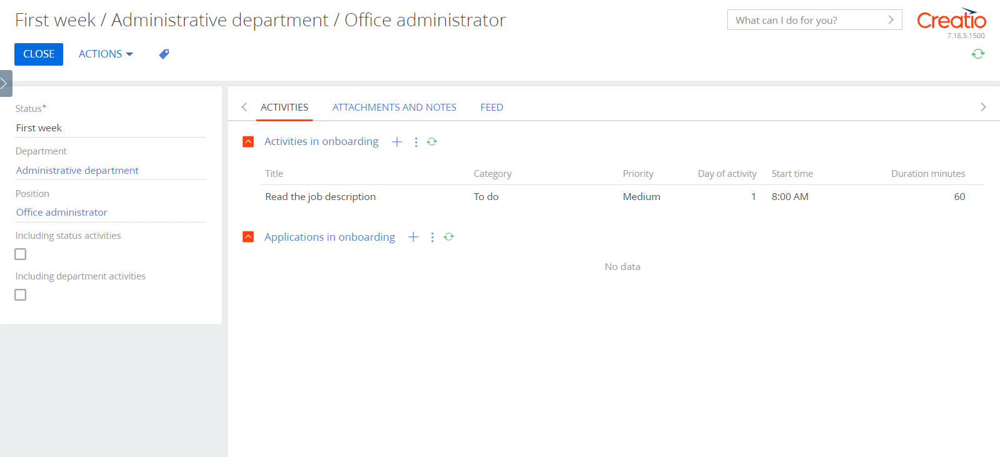 First week / Administrative department / Office administrator
What can I do for you?
Creatio
7.18.5.1500
CLOSE
ACTIONS
Status*
First week
Department
Administrative department
Position
Office administrator
Including status activities
Including department activities
ACTIVITIES
ATTACHMENTS AND NOTES
FEED
Activities in onboarding
Title Category Priority Day of activity Start time Duration minutes
Read the job description To do Medium 1 8:00 AM 60
Applications in onboarding
No data